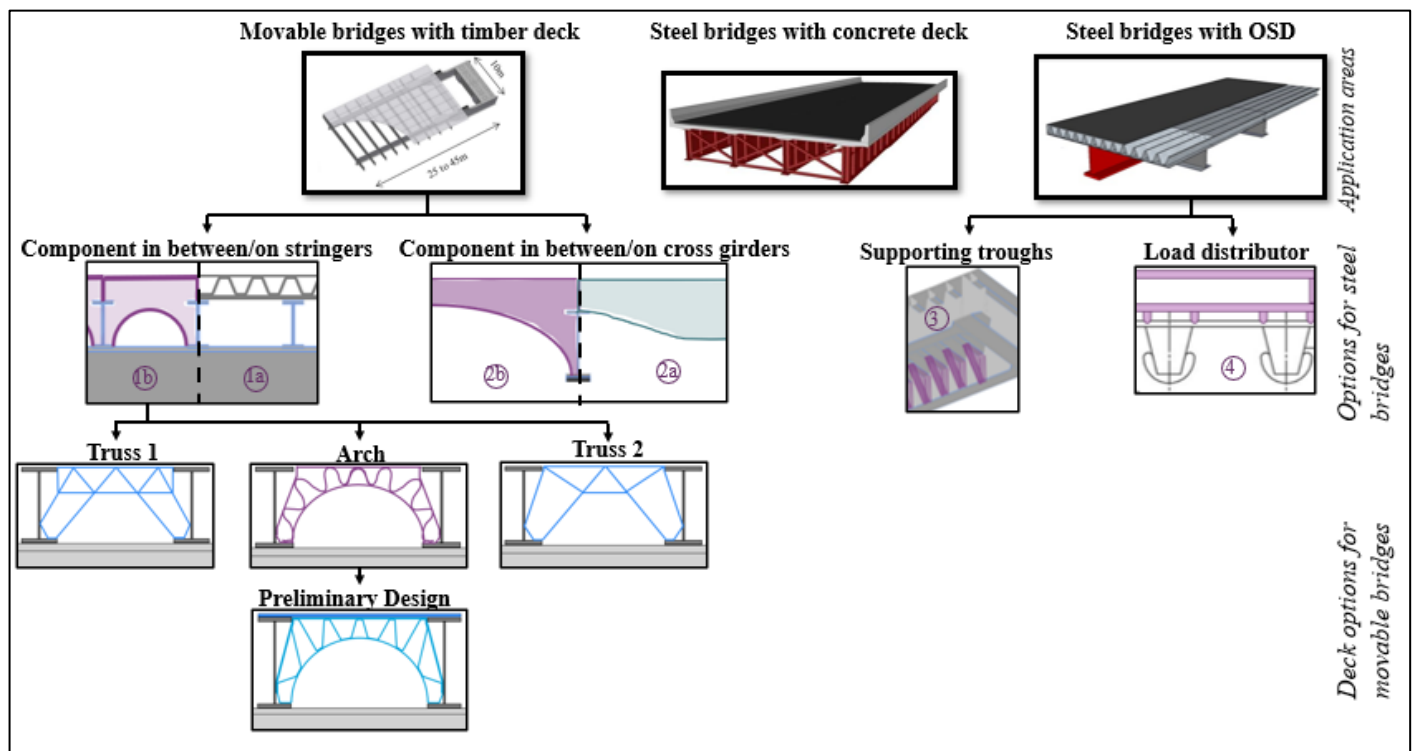 Movable bridges with timber deck
Steel bridges with concrete deck
Steel bridges with OSD
10m
25 to 45m
Application areas
Component in between/on stringers
Component in between/on cross girders
Supporting troughs
Load distributor
1b
1a
2b
2a
3
4
Options for steel
bridges
Truss 1
Arch
Truss 2
Preliminary Design
Deck options for
movable bridges